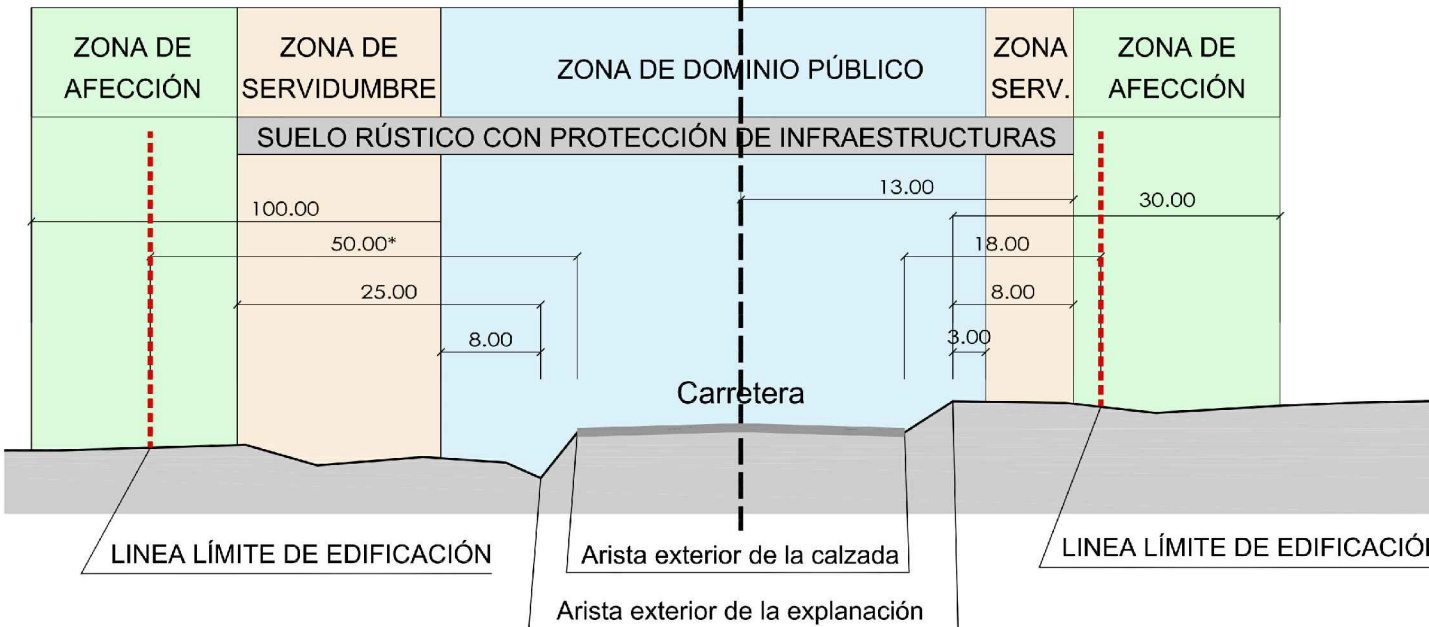 ZONA DE
AFECCIÓN
ZONA DE
SERVIDUMBRE
ZONA DE DOMINIO PÚBLICO
ZONA
SERV.
ZONA DE
AFECCIÓN
SUELO RÚSTICO CON PROTECCIÓN DE INFRAESTRUCTURAS
13.00
100.00
30.00
50.00*
18.00
25.00
8.00
8.00
3.00
Carretera
LINEA LÍMITE DE EDIFICACIÓN
Arista exterior de la calzada
LINEA LÍMITE DE EDIFICACIÓN
Arista exterior de la explanación